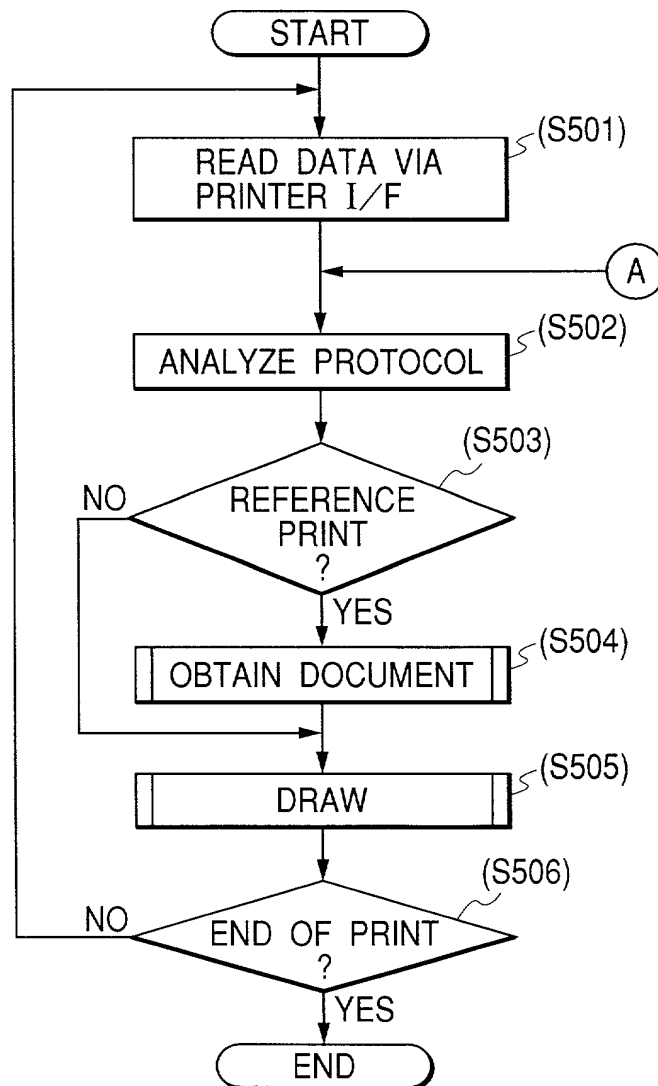 START
(S501)
READ DATA VIA
PRINTER I/F
A
(S502)
ANALYZE PROTOCOL
(S503)
NO
REFERENCE
PRINT
?
YES
(S504)
OBTAIN DOCUMENT
(S505)
DRAW
(S506)
NO
END OF PRINT
?
YES
END